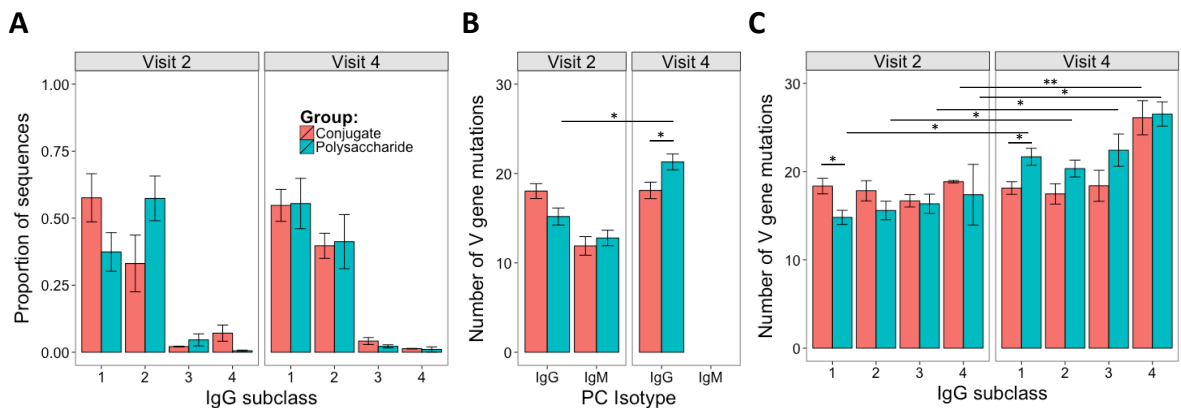 A
Visit 2
Visit 4
Proportion of sequences
1.00
0.75
0.50
0.25
0.00
Group:
Conjugate
Polysaccharide
1 2 3 4 1 2 3 4
IgG subclass
B
Visit 2
Visit 4
Number of V gene mutations
30
20
10
0
*
*
IgG IgM IgG IgM
PC Isotype
C
Visit 2
Visit 4
Number of V gene mutations
30
20
10
0
**
*
*
*
*
*
*
1 2 3 4 1 2 3 4
IgG subclass